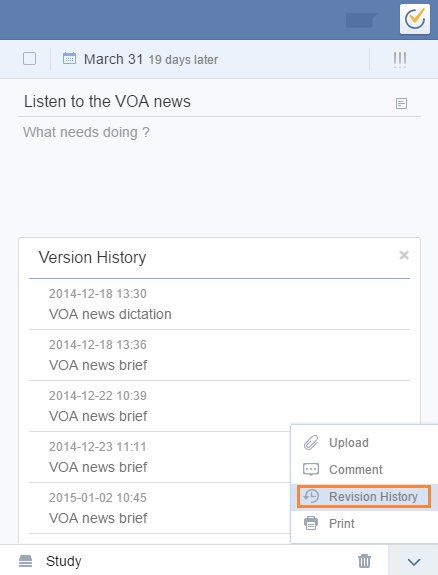 March 31 19 days later
Listen to the VOA news
What needs doing ?
Version History
2014-12-18 13:30
VOA news dictation
2014-12-18 13:36
VOA news brief
2014-12-22 10:39
VOA news brief
2014-12-23 11:11
VOA news brief
2015-01-02 10:45
VOA news brief
Upload
Comment
Revision History
Print
Study